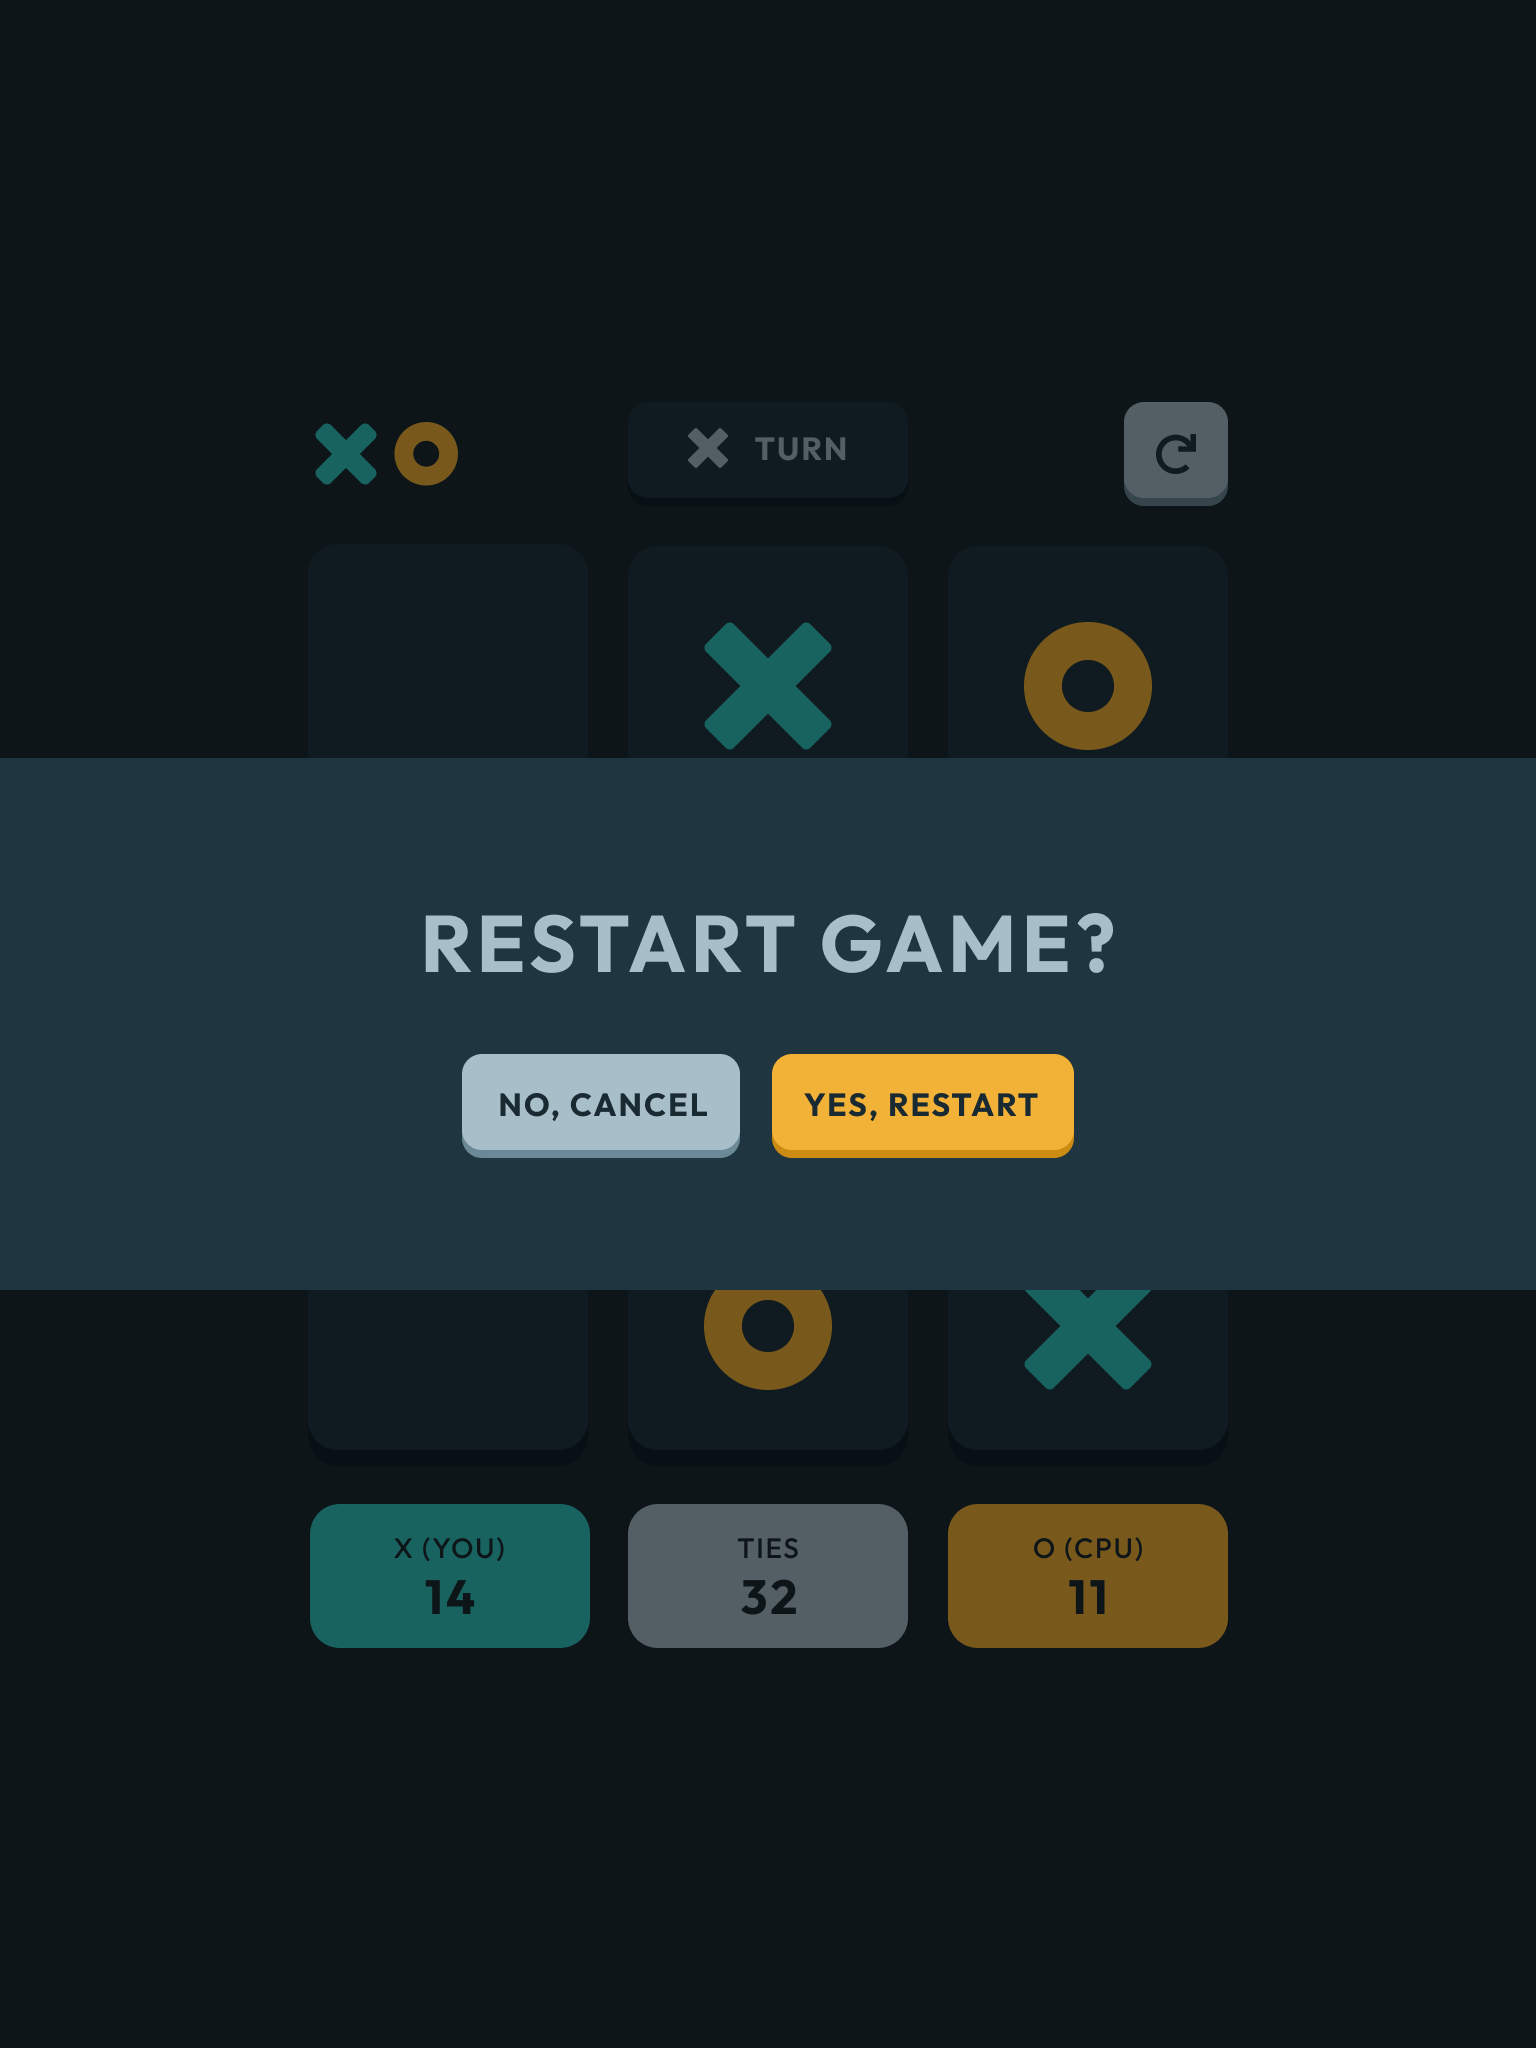 TURN
RESTART GAME?
NO, CANCEL
YES, RESTART
X (YOU)
14
TIES
32
O (CPU)
11